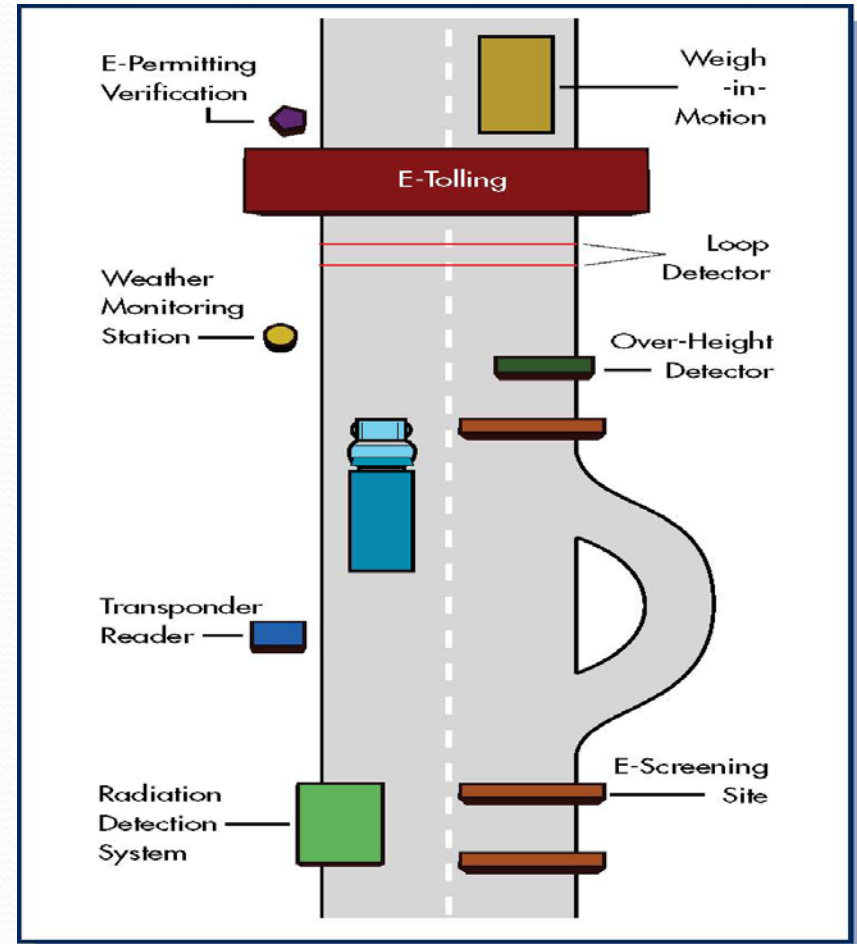 E-Permitting
Verification
Weigh
-in-
Motion
E-Tolling
Loop
Detector
Weather
Monitoring
Station
Over-Height
Detector
Transponder
Reader
E-Screening
Site
Radiation
Detection
System